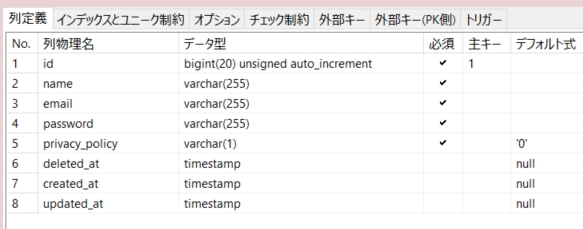 列定義 インデックスとユニーク制約 オプション チェック制約 外部キー 外部キー(PK側) トリガー
No. 列物理名 データ型 必須 主キー デフォルト式
1 id bigint(20) unsigned auto_increment ✔ 1
2 name varchar(255) ✔
3 email varchar(255) ✔
4 password varchar(255) ✔
5 privacy_policy varchar(1) ✔ '0'
6 deleted_at timestamp null
7 created_at timestamp null
8 updated_at timestamp null